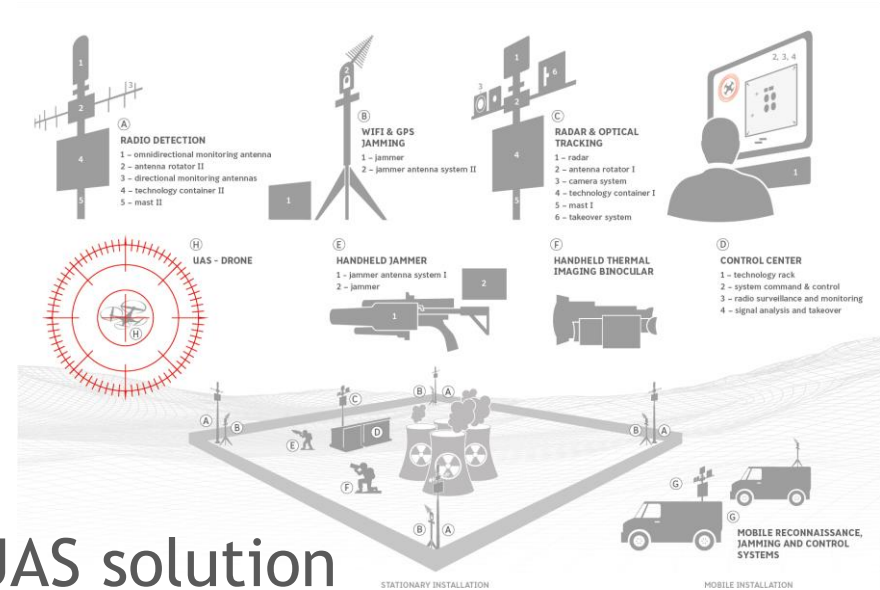 1
2
3
4
5
A
RADIO DETECTION
1 – omnidirectional monitoring antenna
2 – antenna rotator II
3 – directional monitoring antennas
4 – technology container II
5 – mast II
2
1
B
WIFI & GPS
JAMMING
1 – jammer
2 – jammer antenna system II
1
3
2
6
4
5
C
RADAR & OPTICAL
TRACKING
1 – radar
2 – antenna rotator I
3 – camera system
4 – technology container I
5 – mast I
6 – takeover system
2, 3, 4
1
H
UAS - DRONE
H
E
HANDHELD JAMMER
1 – jammer antenna system I
2 – jammer
2
1
F
HANDHELD THERMAL
IMAGING BINOCULAR
D
CONTROL CENTER
1 – technology rack
2 – system command & control
3 – radio surveillance and monitoring
4 – signal analysis and takeover
B A
C
A
B
E
D
B A
F
B A
G
G
MOBILE RECONNAISSANCE,
JAMMING AND CONTROL
SYSTEMS
UAS solution
STATIONARY INSTALLATION
MOBILE INSTALLATION